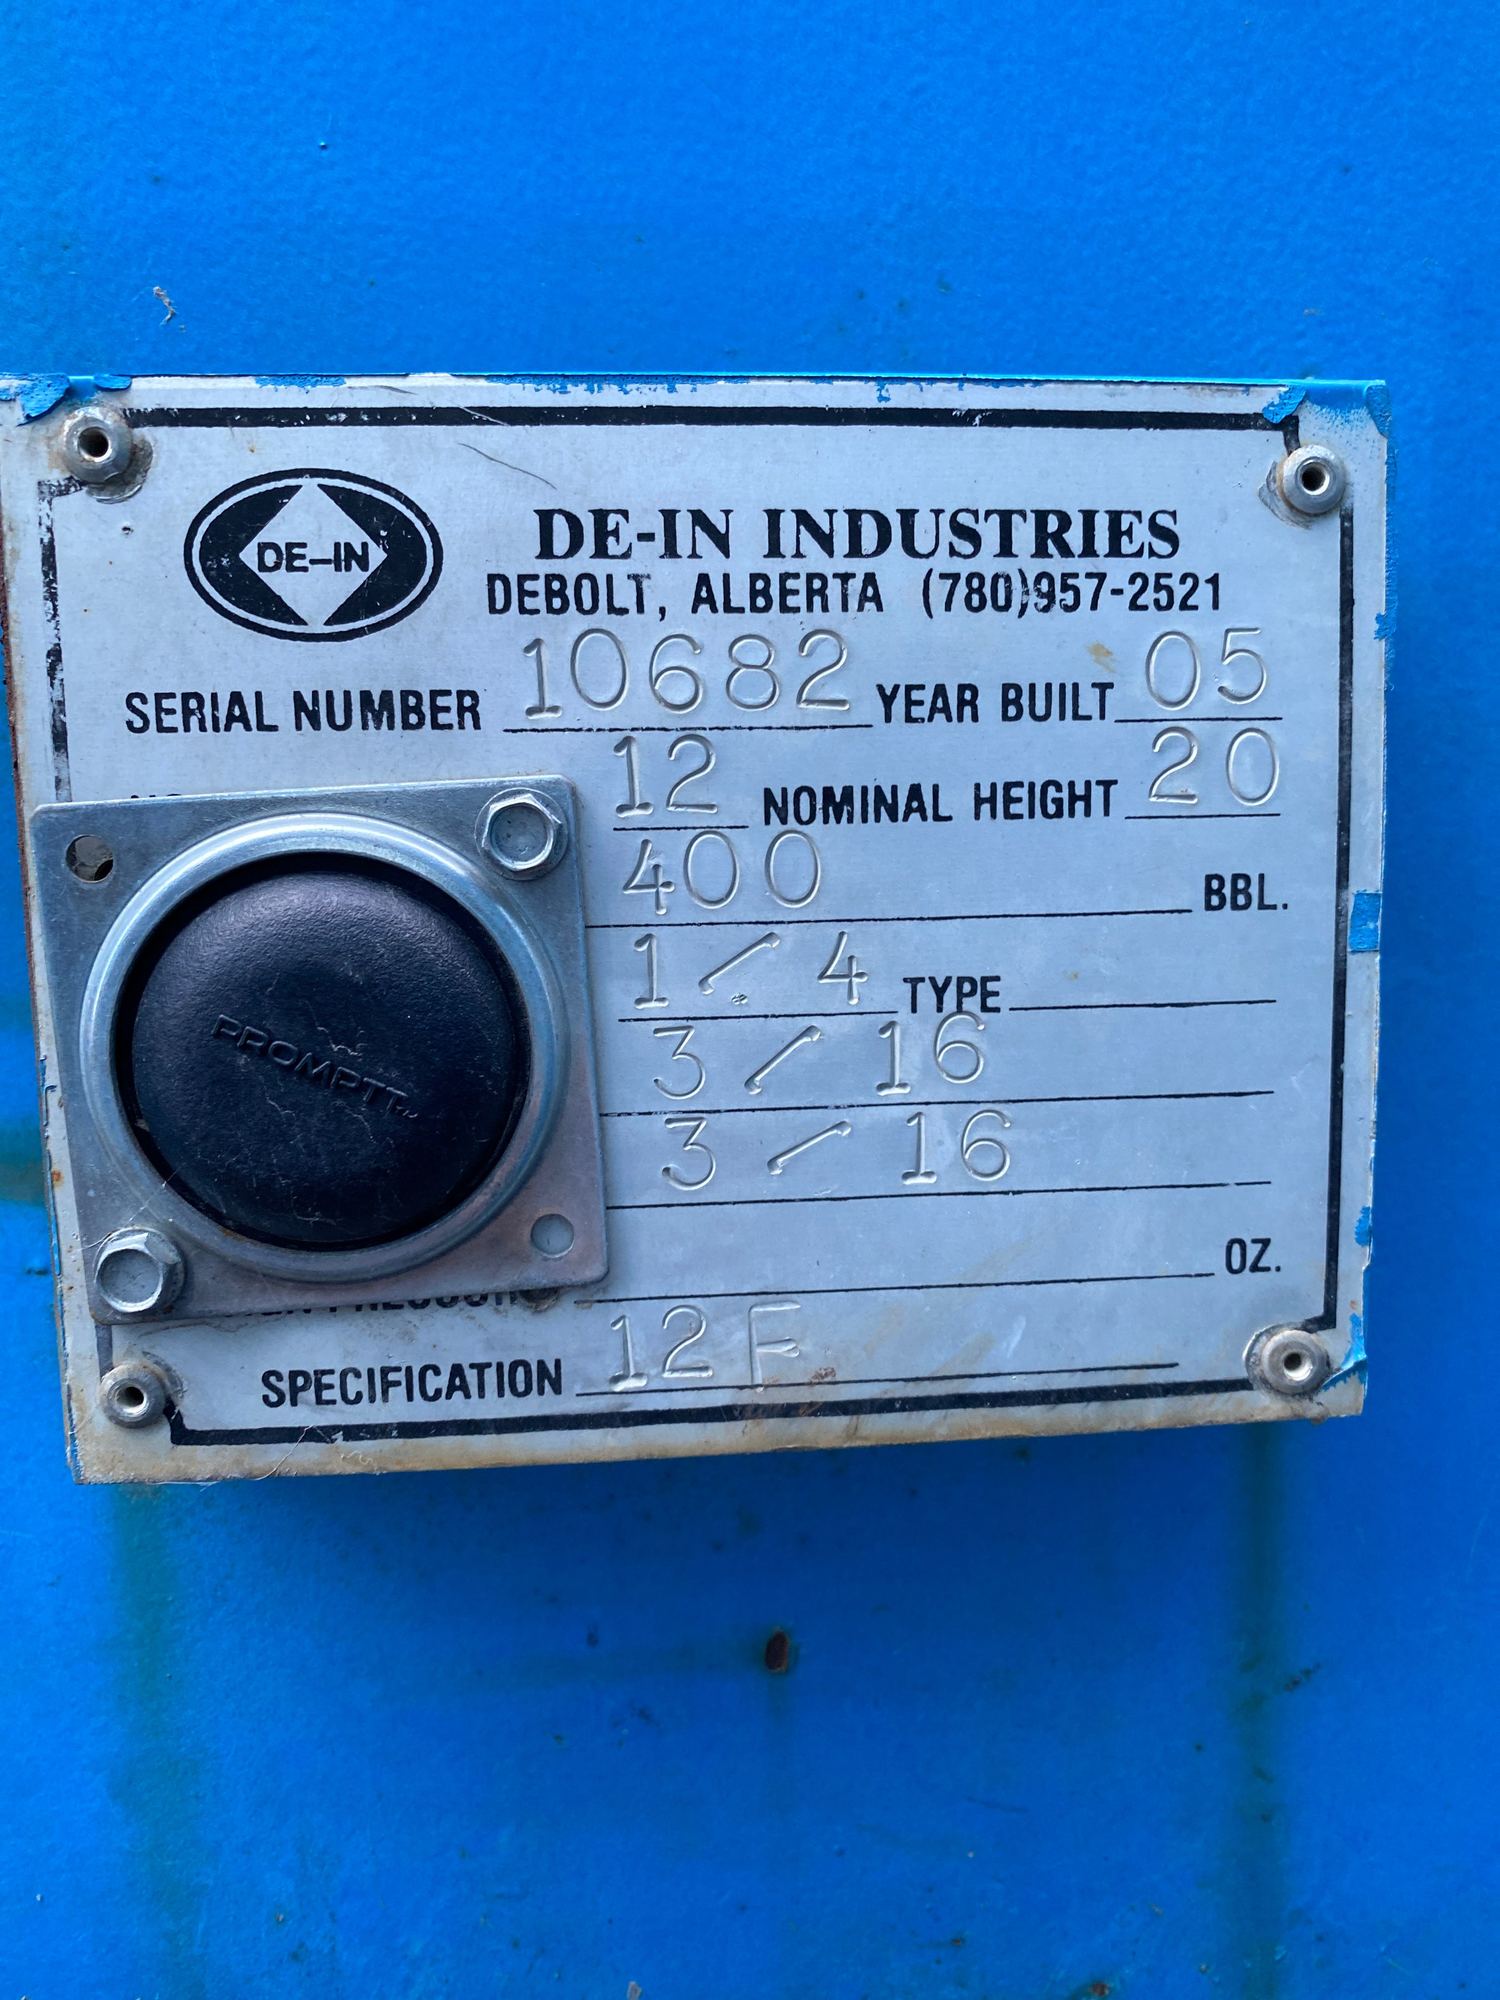 DE-IN
DE-IN INDUSTRIES
DEBOLT, ALBERTA (780)957-2521
SERIAL NUMBER 10682 YEAR BUILT 05
12 NOMINAL HEIGHT 20
400 BBL.
1/4 TYPE
3/16
3/16
OZ.
PROMPT
SPECIFICATION 12F